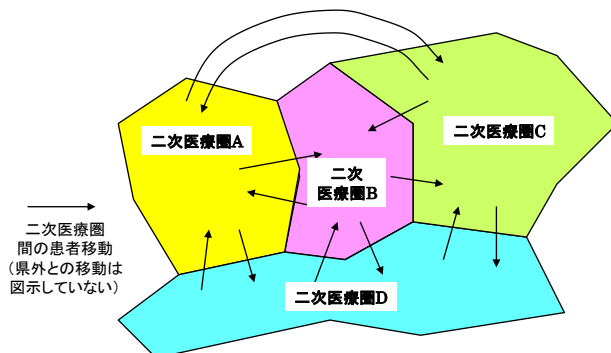 二次医療圏A
二次医療圏C
二次
医療圏B
二次医療圏
間の患者移動
(県外との移動は
図示していない)
二次医療圏D